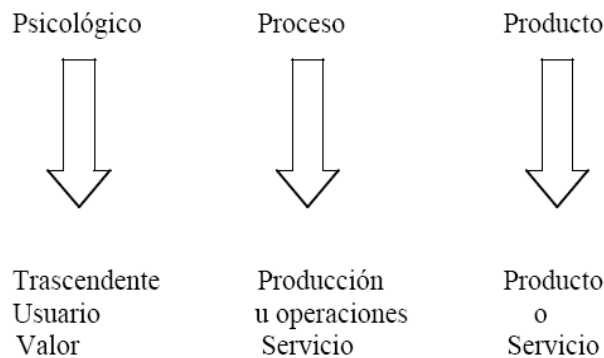 Psicológico Proceso Producto
Trascendente Producción Producto
Usuario u operaciones o
Valor Servicio Servicio